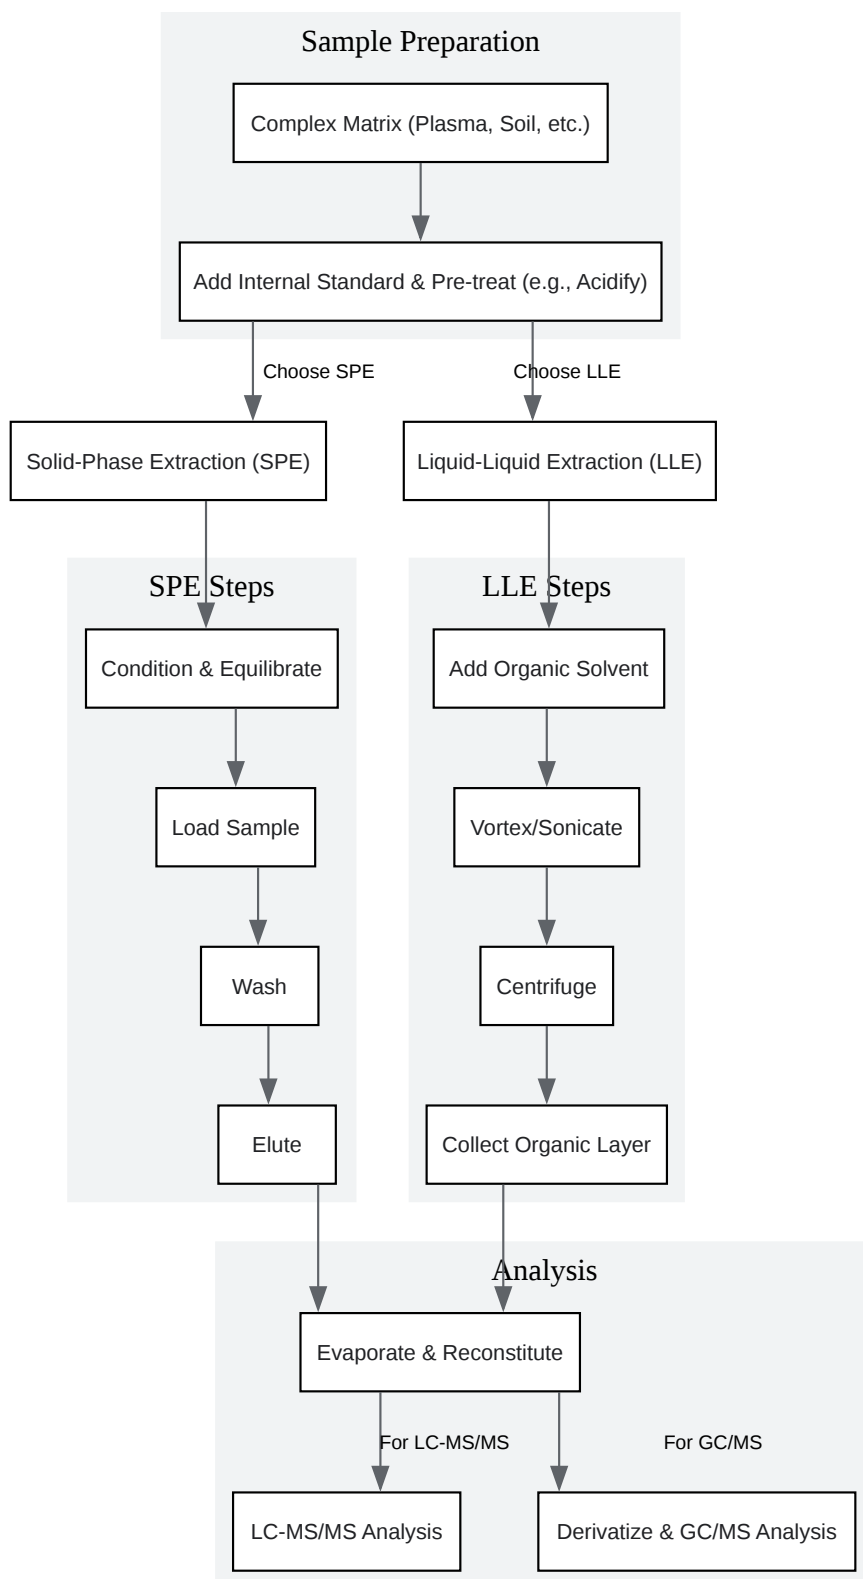 Sample Preparation
Complex Matrix (Plasma, Soil, etc.)
Add Internal Standard & Pre-treat (e.g., Acidify)
Choose SPE
Choose LLE
Solid-Phase Extraction (SPE)
Liquid-Liquid Extraction (LLE)
SPE Steps
LLE Steps
Condition & Equilibrate
Add Organic Solvent
Load Sample
Vortex/Sonicate
Wash
Centrifuge
Elute
Collect Organic Layer
Analysis
Evaporate & Reconstitute
For LC-MS/MS
For GC/MS
LC-MS/MS Analysis
Derivatize & GC/MS Analysis